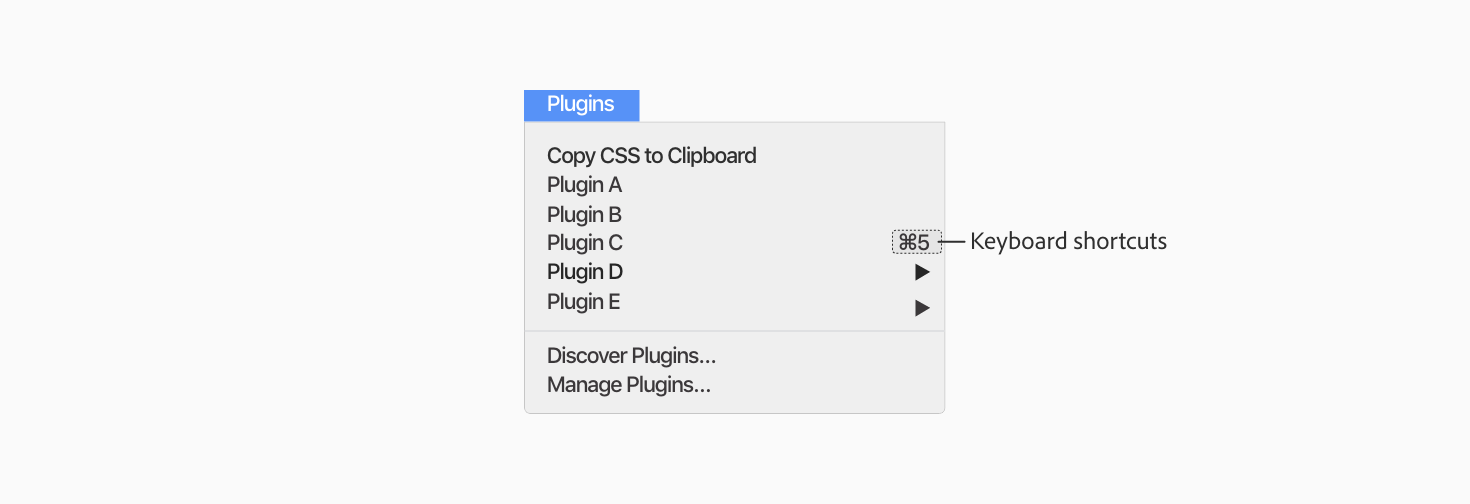 Plugins
Copy CSS to Clipboard
Plugin A
Plugin B
Plugin C ⌘5 Keyboard shortcuts
Plugin D
Plugin E
Discover Plugins...
Manage Plugins...